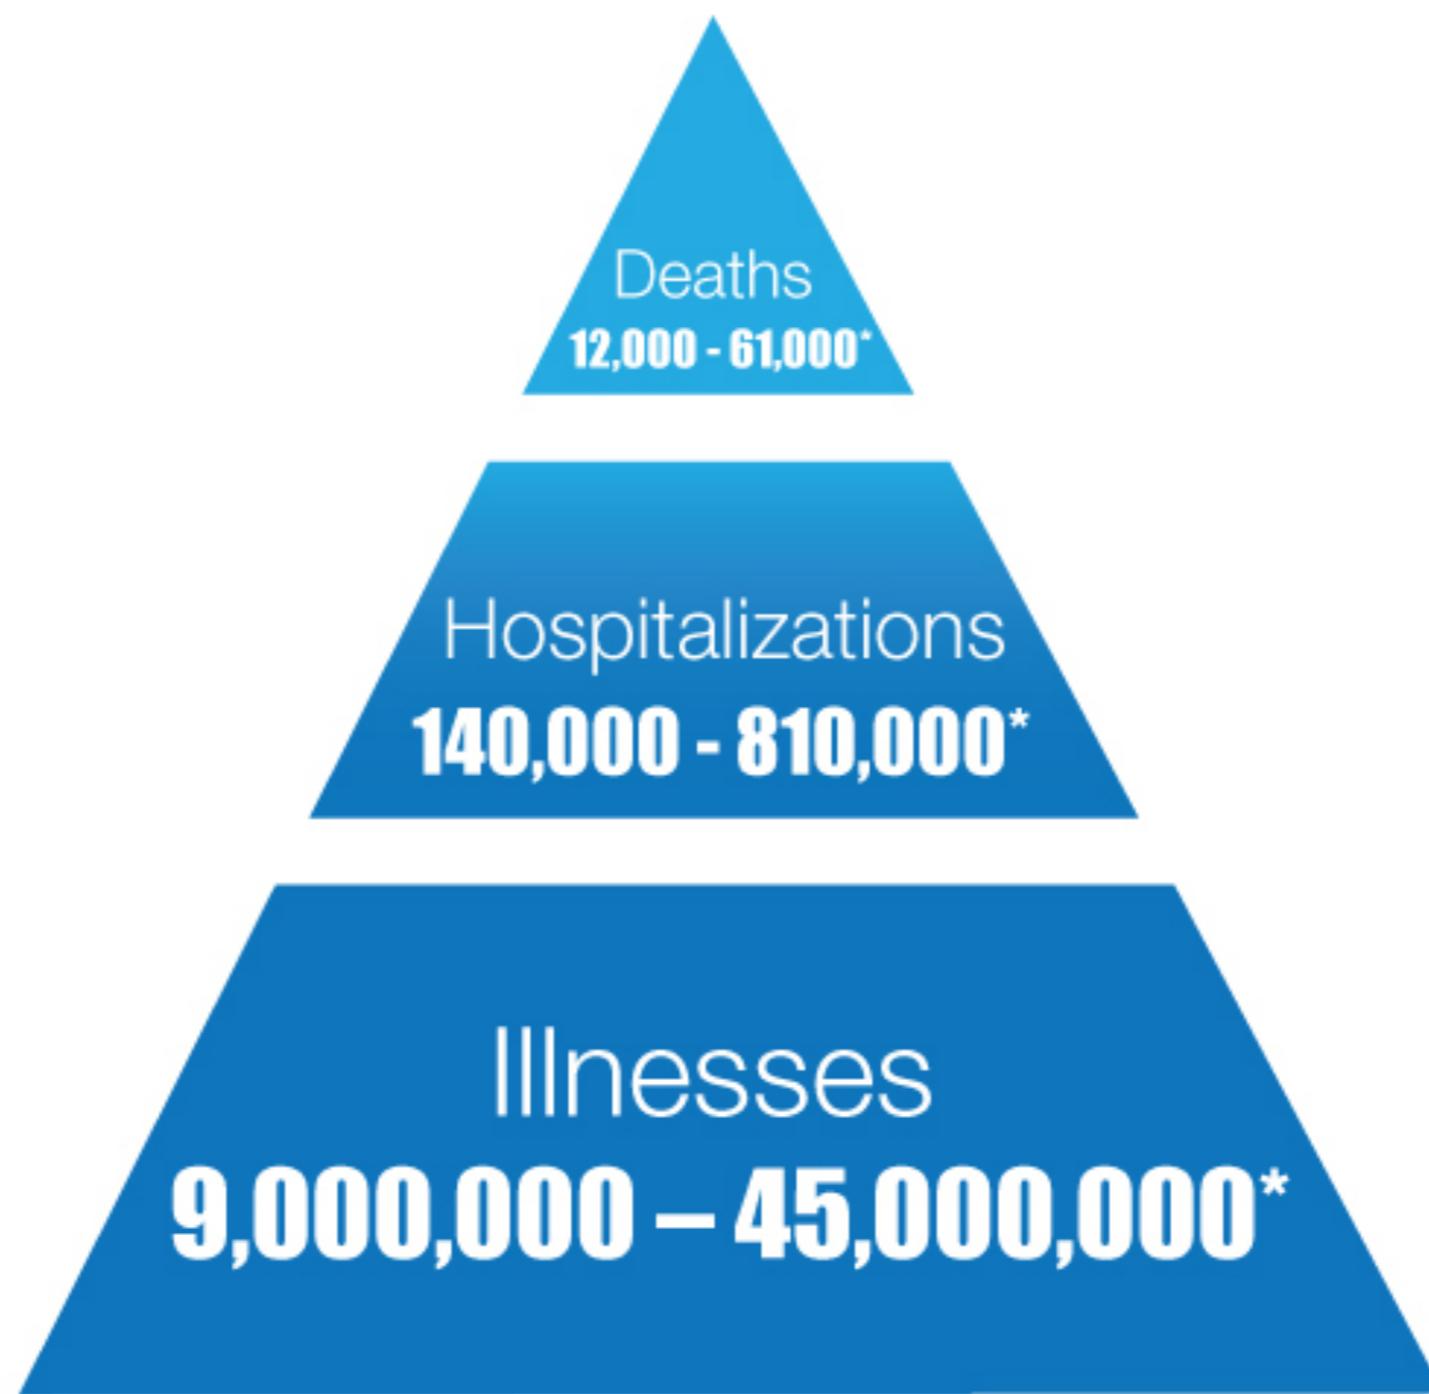 Deaths
12,000 - 61,000*
Hospitalizations
140,000 - 810,000*
Illnesses
9,000,000 – 45,000,000*